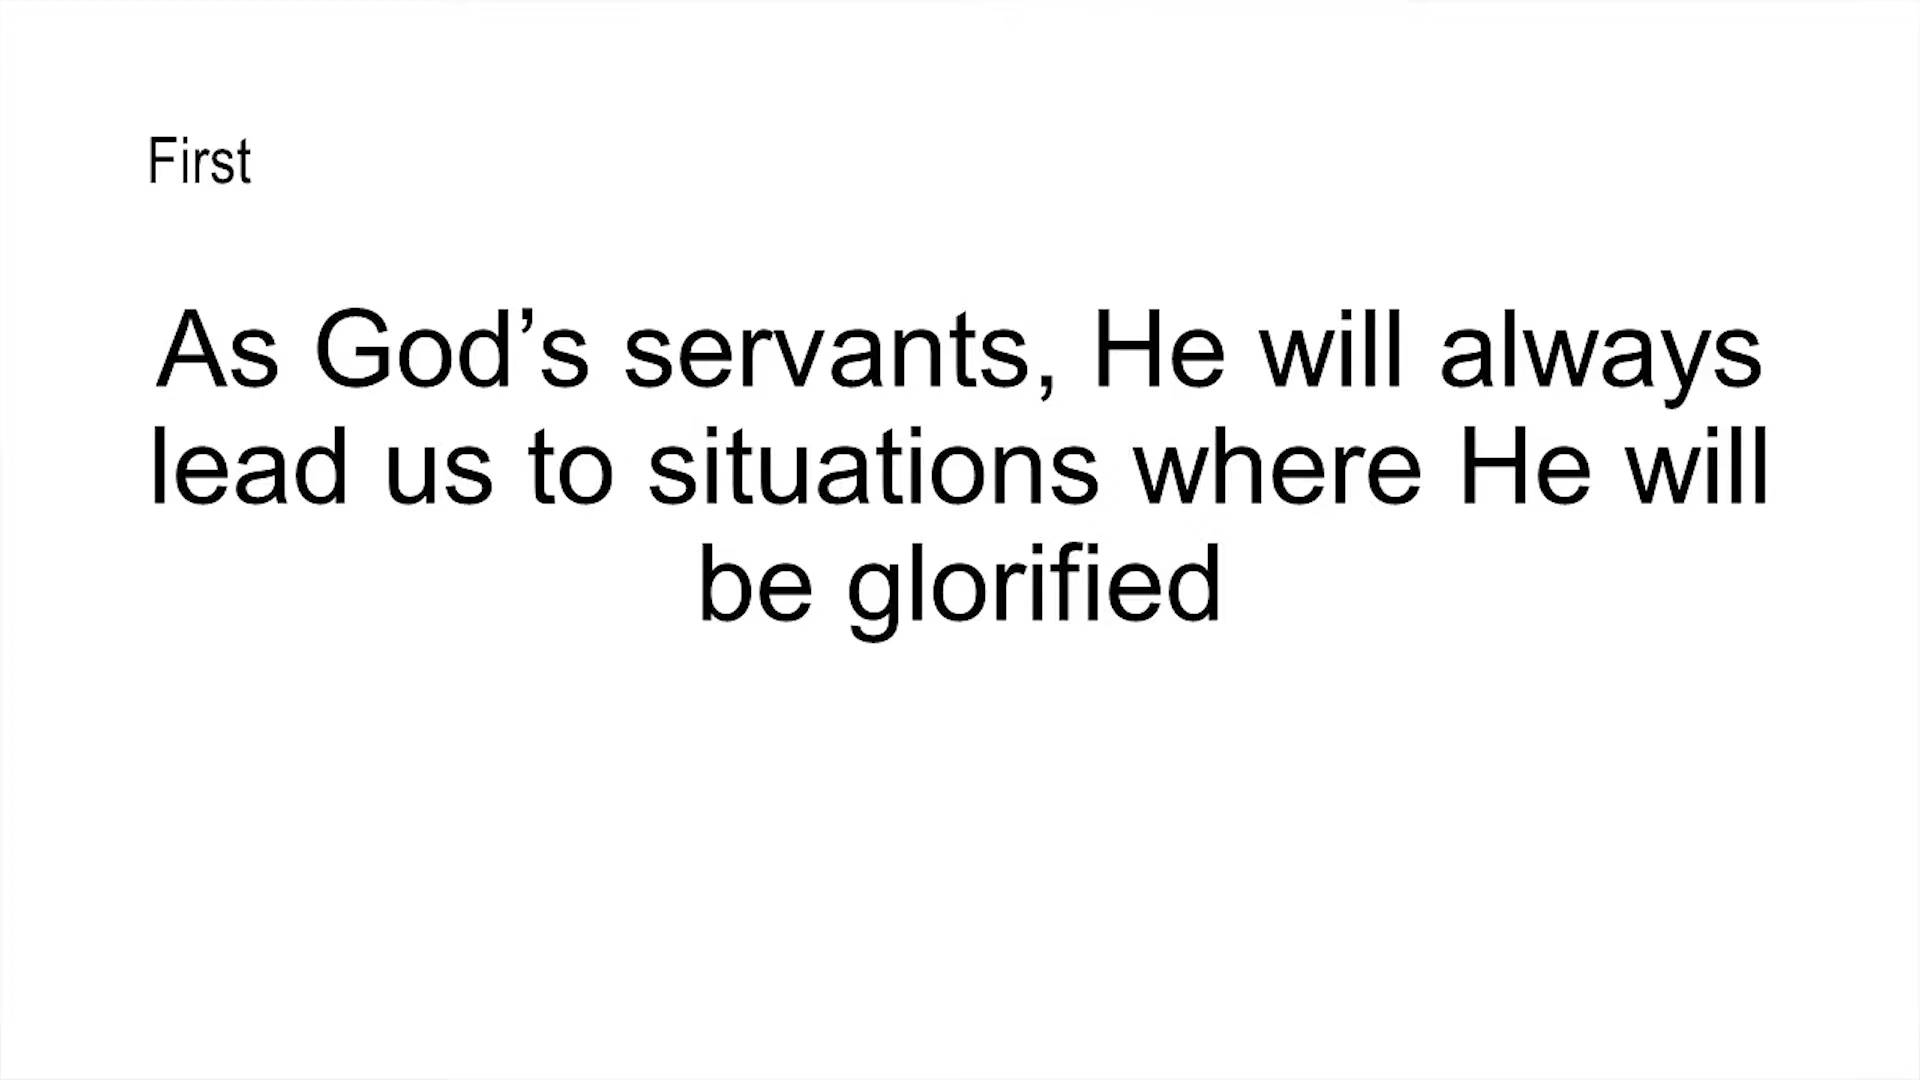 First
As God’s servants, He will always
lead us to situations where He will
be glorified